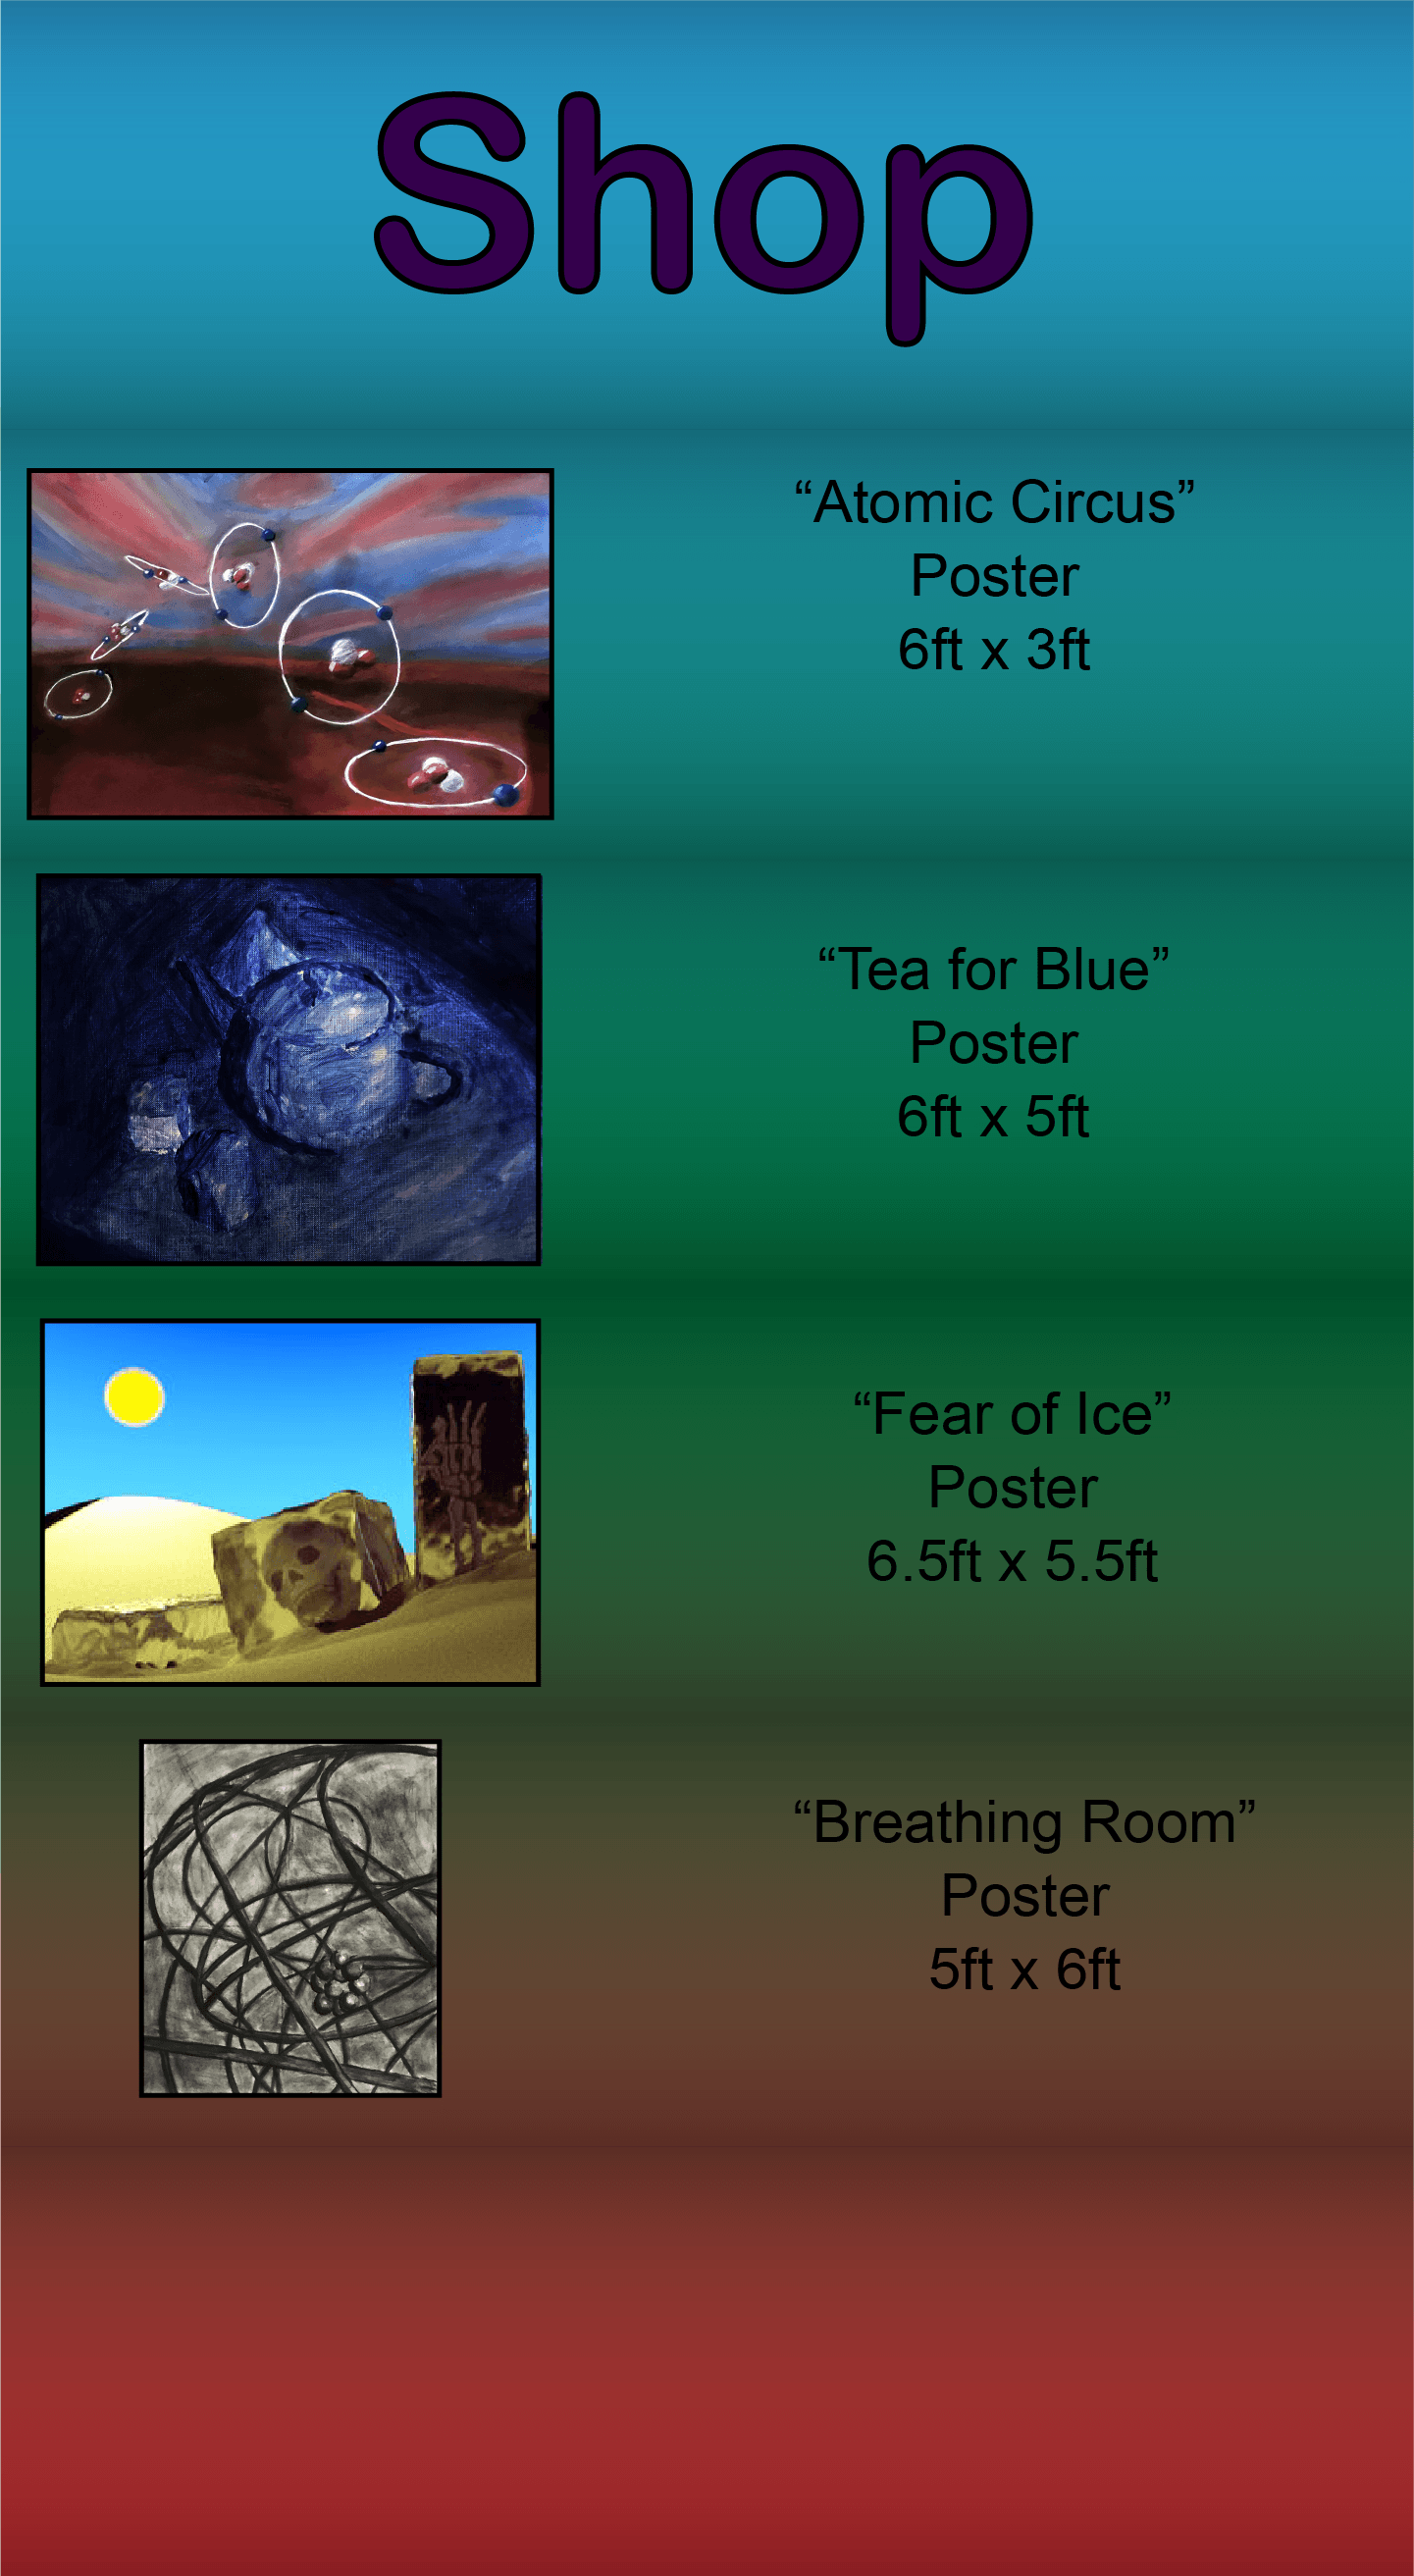 Shop
“Atomic Circus”
Poster
6ft x 3ft
“Tea for Blue”
Poster
6ft x 5ft
“Fear of Ice”
Poster
6.5ft x 5.5ft
“Breathing Room”
Poster
5ft x 6ft